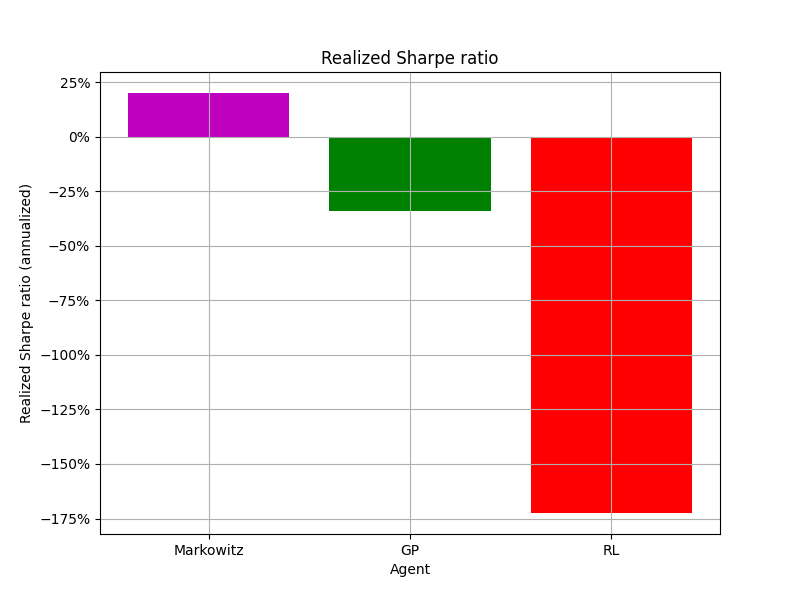 Realized Sharpe ratio
Realized Sharpe ratio (annualized)
25%
0%
−25%
−50%
−75%
−100%
−125%
−150%
−175%
Markowitz
GP
RL
Agent